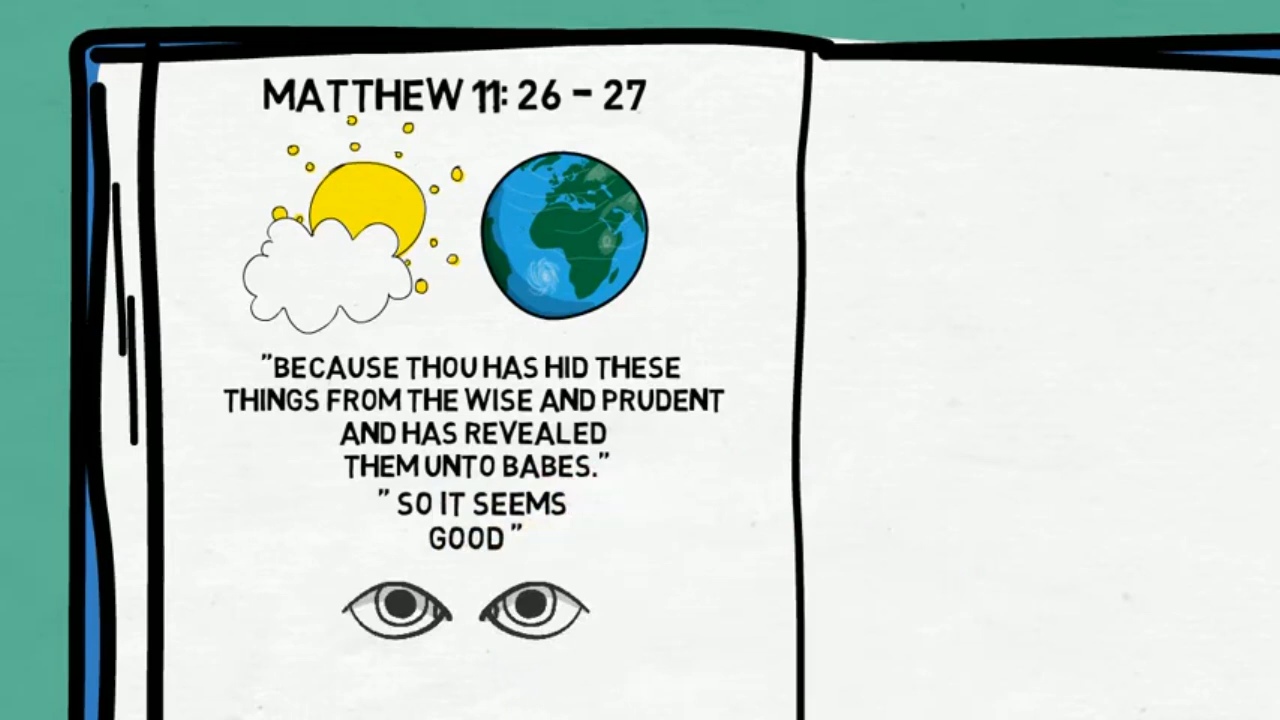 MATTHEW 11: 26 - 27
"BECAUSE THOU HAS HID THESE
THINGS FROM THE WISE AND PRUDENT
AND HAS REVEALED
THEM UNTO BABES."
" SO IT SEEMS
GOOD "